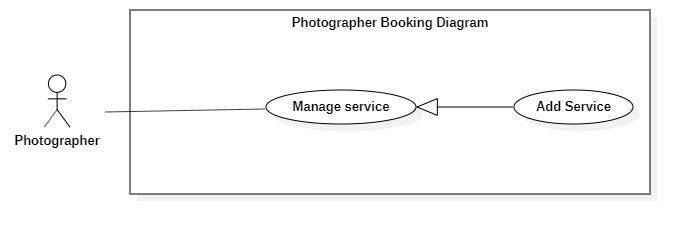 Photographer Booking Diagram
Manage service
Add Service
Photographer